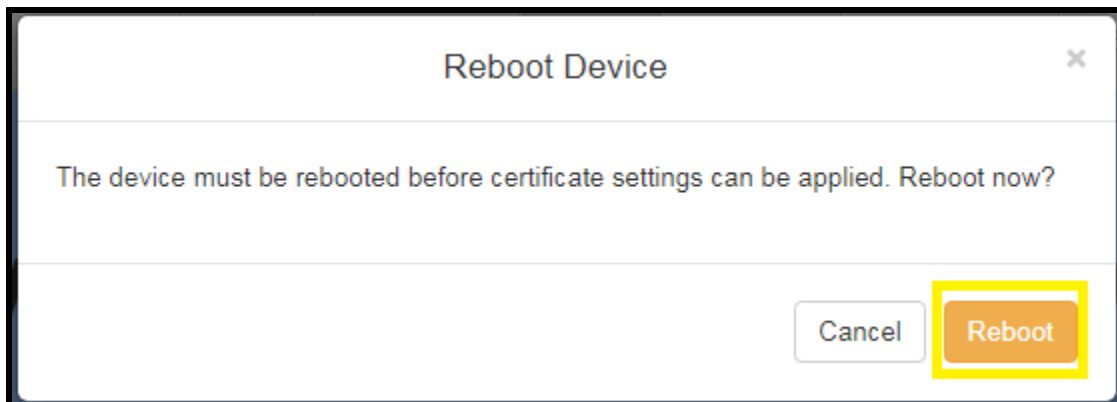 Reboot Device
×
The device must be rebooted before certificate settings can be applied. Reboot now?
Cancel
Reboot